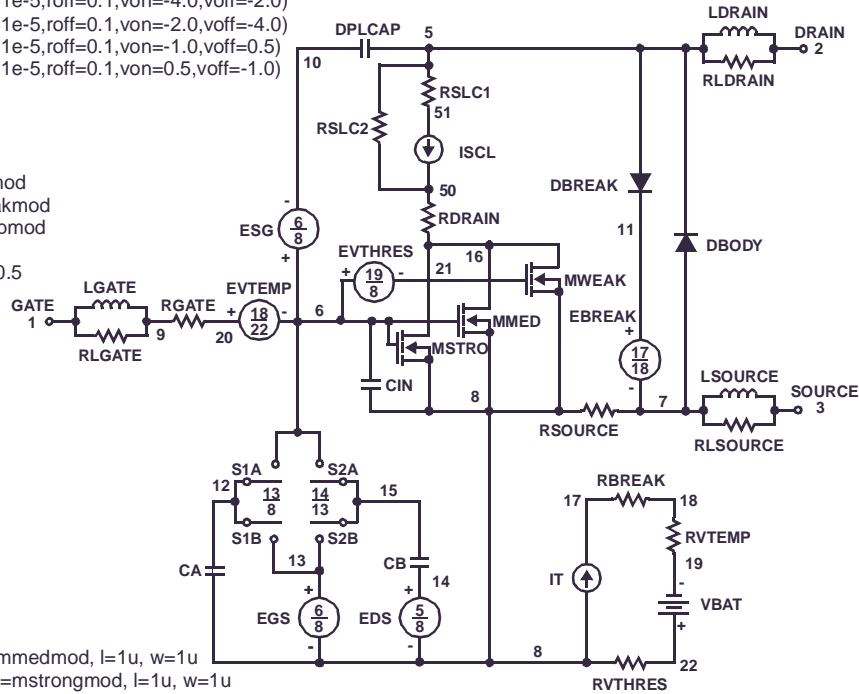 1e-5,roff=0.1,von=-4.0,voff=-2.0)
1e-5,roff=0.1,von=-2.0,voff=-4.0)
1e-5,roff=0.1,von=-1.0,voff=0.5)
1e-5,roff=0.1,von=0.5,voff=-1.0)
LDRAIN
DPLCAP 5 DRAIN
10 2
RLDRAIN
RSLC1
51
RSLC2
ISCL
50
DBREAK
RDRAIN
- ESG 6/8 +
11
DBODY
EVTHRES
+ 19/8 - 21
16
MWEAK
LGATE
EVTEMP
GATE
1
RGATE
+ 18/22 -
6
MMED
EBREAK
+
9
20
RLGATE
MSTRO
17/18
-
LSOURCE
CIN
8
7
SOURCE
3
RSOURCE
RLSOURCE
S1A S2A
12
13/8
14/13
15
RBREAK
17 18
S1B S2B
RVTEMP
13
CB
19
CA
14
IT
-
VBAT
+ +
EGS 6/8
EDS 5/8
+
- -
8
22
RVTHRES
mod
akmod
omod
0.5
mmedmod, l=1u, w=1u
=mstrongmod, l=1u, w=1u